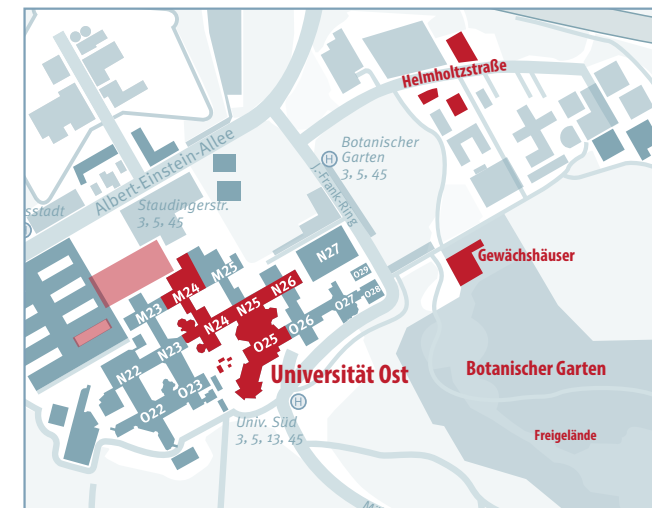 Helmholtzstraße
Albert-Einstein-Allee
H
Botanischer
Garten
3, 5, 45
J.-Frank-Ring
Staudingerstr.
3, 5, 45
sstadt
N27
M25
M24
N26
N25
N24
M23
N23
N22
O29
O28
O27
O26
O25
O23
O22
Gewächshäuser
Universität Ost
Botanischer Garten
H
Univ. Süd
3, 5, 13, 45
Freigelände